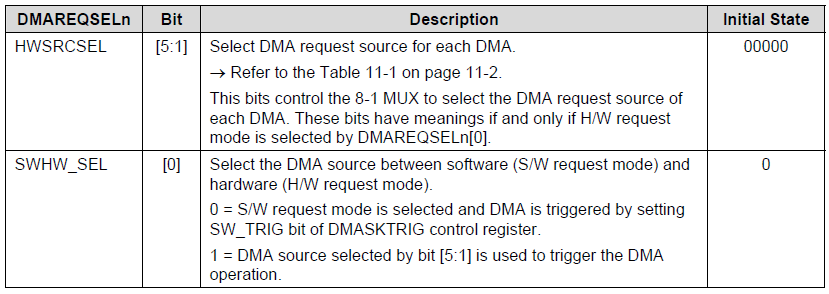 DMAREQSELn Bit Description Initial State
HWSRCSEL [5:1] Select DMA request source for each DMA. 00000
→ Refer to the Table 11-1 on page 11-2.
This bits control the 8-1 MUX to select the DMA request source of
each DMA. These bits have meanings if and only if H/W request
mode is selected by DMAREQSELn[0].
SWHW_SEL [0] Select the DMA source between software (S/W request mode) and 0
hardware (H/W request mode).
0 = S/W request mode is selected and DMA is triggered by setting
SW_TRIG bit of DMASKTRIG control register.
1 = DMA source selected by bit [5:1] is used to trigger the DMA
operation.